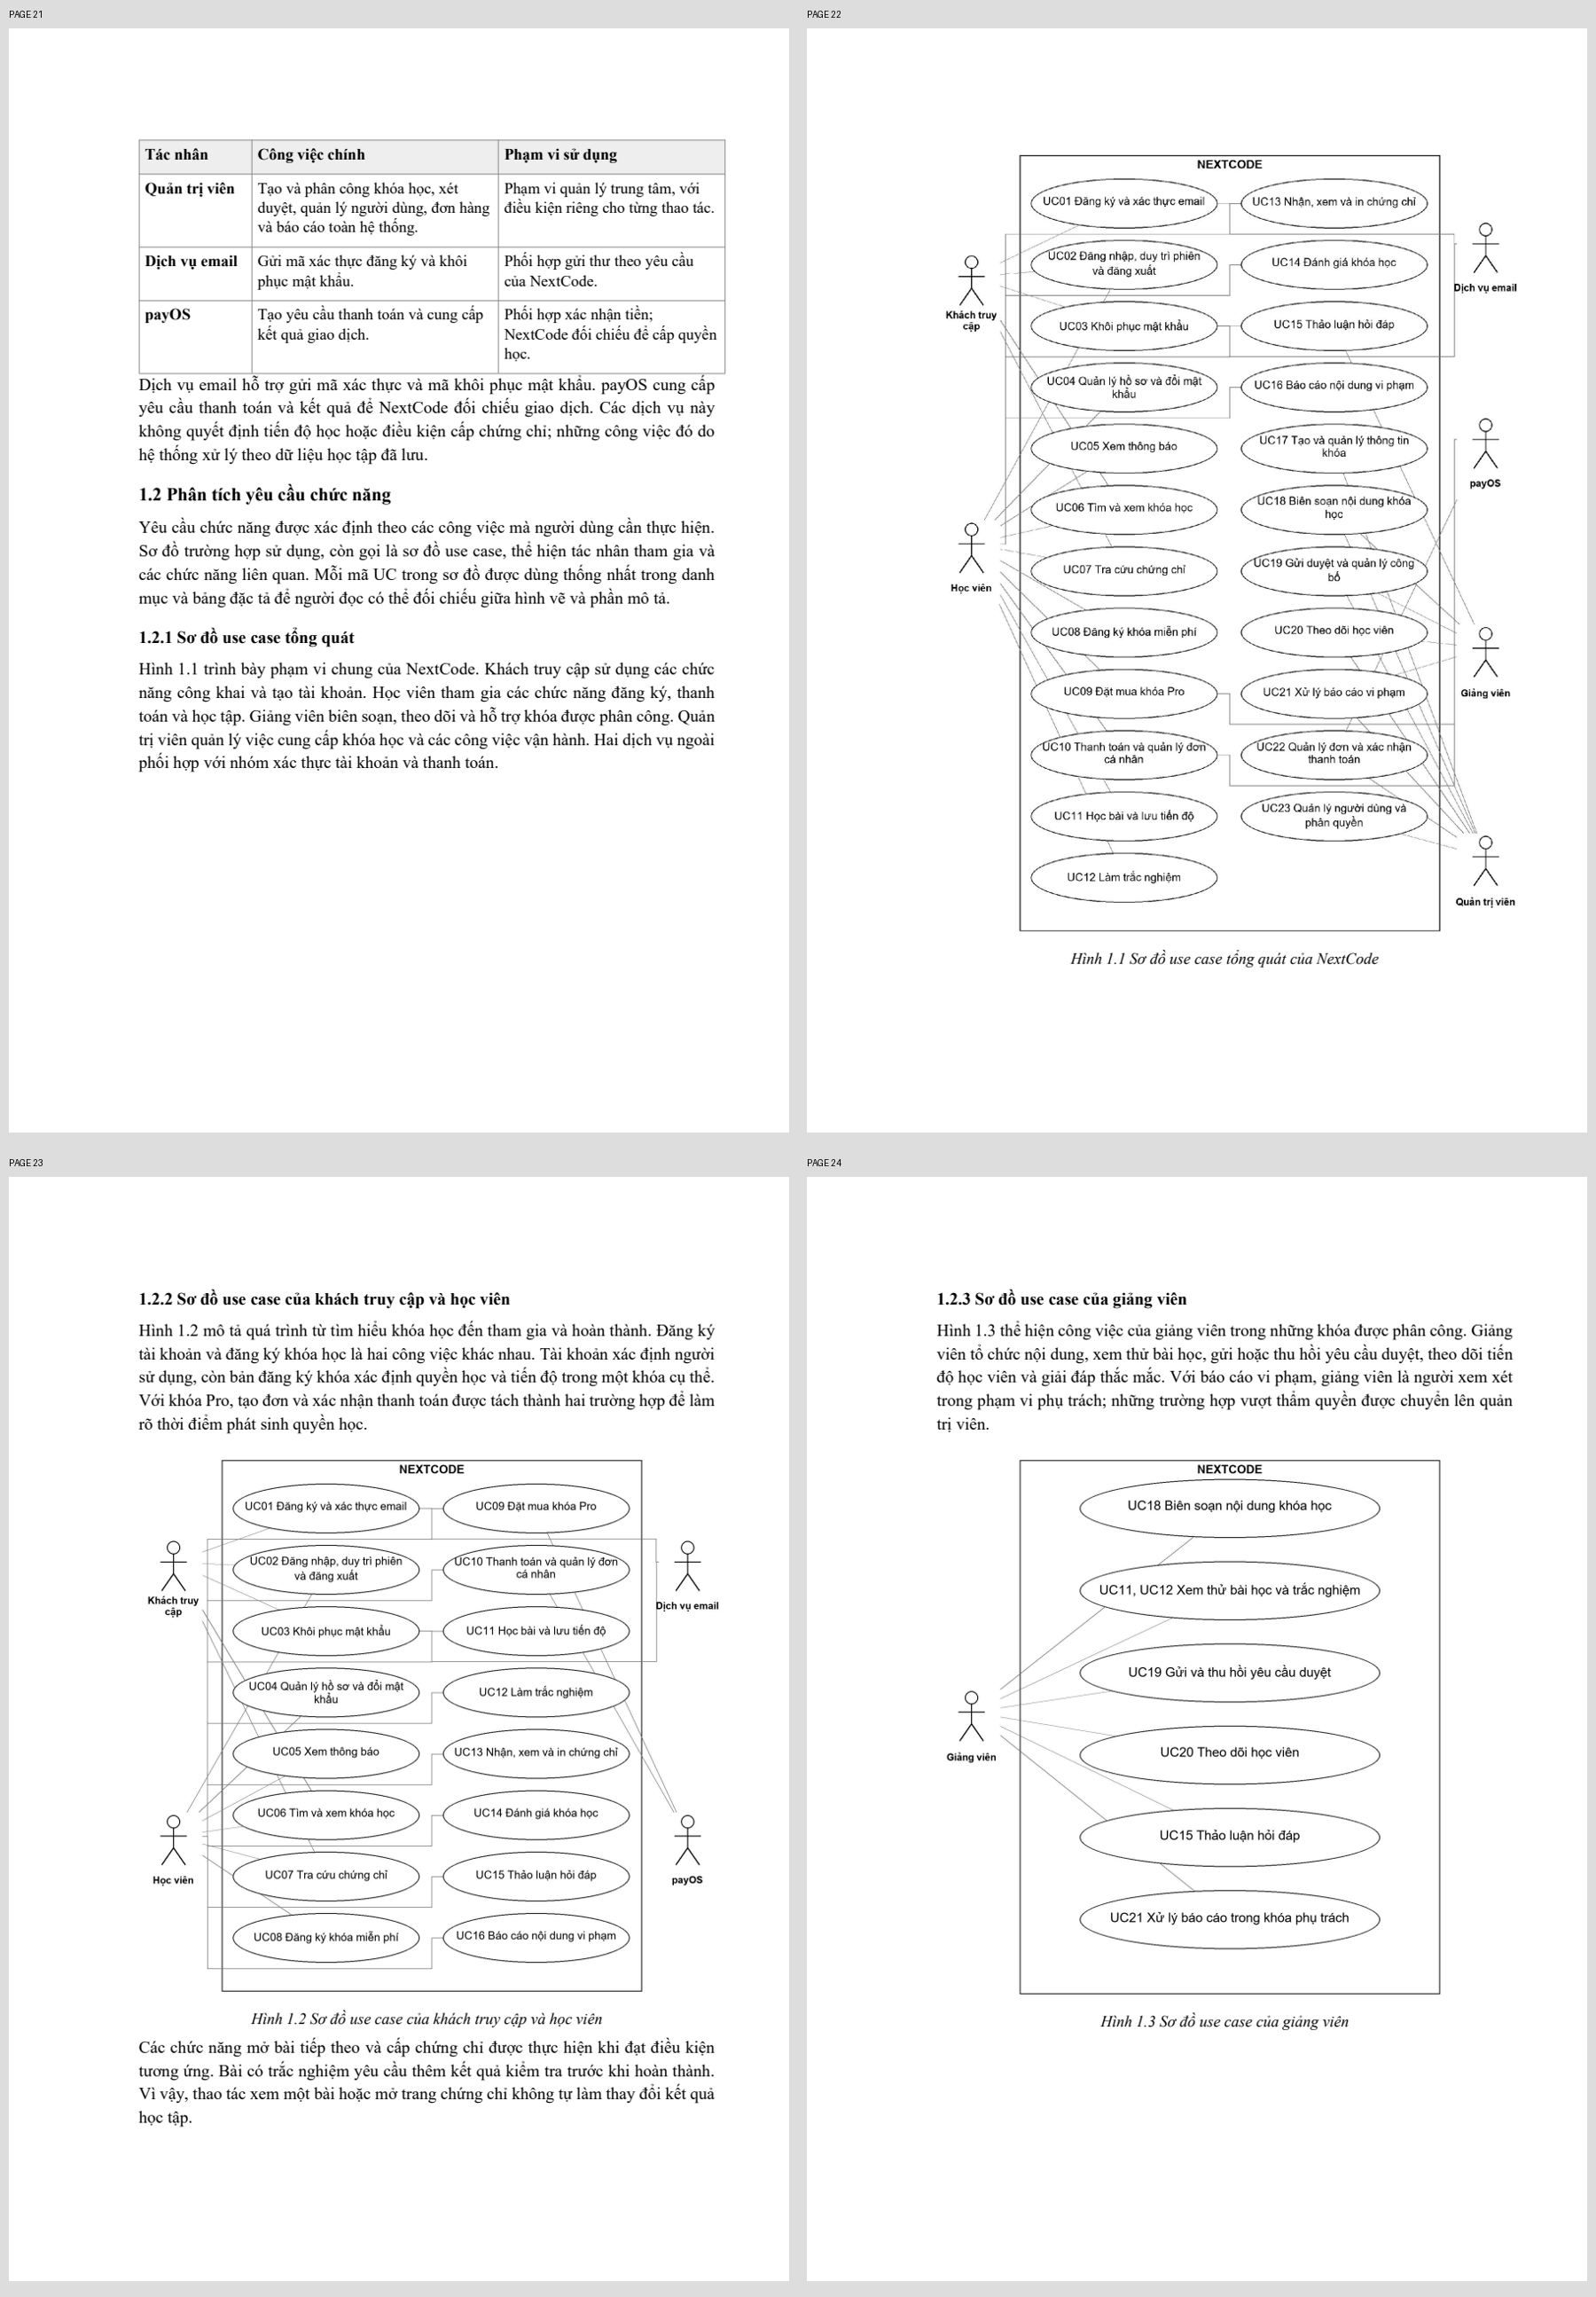 PAGE 21
Tác nhân
Công việc chính
Phạm vi sử dụng
Quản trị viên
Tạo và phân công khóa học, xét
duyệt, quản lý người dùng, đơn hàng
và báo cáo toàn hệ thống.
Phạm vi quản lý trung tâm, với
điều kiện riêng cho từng thao tác.
Dịch vụ email
Gửi mã xác thực đăng ký và khôi
phục mật khẩu.
Phối hợp gửi thư theo yêu cầu
của NextCode.
payOS
Tạo yêu cầu thanh toán và cung cấp
kết quả giao dịch.
Phối hợp xác nhận tiền;
NextCode đối chiếu để cấp quyền
học.
Dịch vụ email hỗ trợ gửi mã xác thực và mã khôi phục mật khẩu. payOS cung cấp
yêu cầu thanh toán và kết quả để NextCode đối chiếu giao dịch. Các dịch vụ này
không quyết định tiến độ học hoặc điều kiện cấp chứng chỉ; những công việc đó do
hệ thống xử lý theo dữ liệu học tập đã lưu.
1.2 Phân tích yêu cầu chức năng
Yêu cầu chức năng được xác định theo các công việc mà người dùng cần thực hiện.
Sơ đồ trường hợp sử dụng, còn gọi là sơ đồ use case, thể hiện tác nhân tham gia và
các chức năng liên quan. Mỗi mã UC trong sơ đồ được dùng thống nhất trong danh
mục và bảng đặc tả để người đọc có thể đối chiếu giữa hình vẽ và phần mô tả.
1.2.1 Sơ đồ use case tổng quát
Hình 1.1 trình bày phạm vi chung của NextCode. Khách truy cập sử dụng các chức
năng công khai và tạo tài khoản. Học viên tham gia các chức năng đăng ký, thanh
toán và học tập. Giảng viên biên soạn, theo dõi và hỗ trợ khóa được phân công. Quản
trị viên quản lý việc cung cấp khóa học và các công việc vận hành. Hai dịch vụ ngoài
phối hợp với nhóm xác thực tài khoản và thanh toán.
PAGE 22
NEXTCODE
UC01 Đăng ký và xác thực email
UC02 Đăng nhập, duy trì phiên
và đăng xuất
UC03 Khôi phục mật khẩu
UC04 Quản lý hồ sơ và đổi mật
khẩu
UC05 Xem thông báo
UC06 Tìm và xem khóa học
UC07 Tra cứu chứng chỉ
UC08 Đăng ký khóa miễn phí
UC09 Đặt mua khóa Pro
UC10 Thanh toán và quản lý đơn
cá nhân
UC11 Học bài và lưu tiến độ
UC12 Làm trắc nghiệm
UC13 Nhận, xem và in chứng chỉ
UC14 Đánh giá khóa học
UC15 Thảo luận hỏi đáp
UC16 Báo cáo nội dung vi phạm
UC17 Tạo và quản lý thông tin
khóa
UC18 Biên soạn nội dung khóa
học
UC19 Gửi duyệt và quản lý công
bố
UC20 Theo dõi học viên
UC21 Xử lý báo cáo vi phạm
UC22 Quản lý đơn và xác nhận
thanh toán
UC23 Quản lý người dùng và
phân quyền
Khách truy
cập
Học viên
Dịch vụ email
payOS
Giảng viên
Quản trị viên
Hình 1.1 Sơ đồ use case tổng quát của NextCode
PAGE 23
1.2.2 Sơ đồ use case của khách truy cập và học viên
Hình 1.2 mô tả quá trình từ tìm hiểu khóa học đến tham gia và hoàn thành. Đăng ký
tài khoản và đăng ký khóa học là hai công việc khác nhau. Tài khoản xác định người
sử dụng, còn bản đăng ký khóa xác định quyền học và tiến độ trong một khóa cụ thể.
Với khóa Pro, tạo đơn và xác nhận thanh toán được tách thành hai trường hợp để làm
rõ thời điểm phát sinh quyền học.
NEXTCODE
UC01 Đăng ký và xác thực email
UC02 Đăng nhập, duy trì phiên
và đăng xuất
UC03 Khôi phục mật khẩu
UC04 Quản lý hồ sơ và đổi mật
khẩu
UC05 Xem thông báo
UC06 Tìm và xem khóa học
UC07 Tra cứu chứng chỉ
UC08 Đăng ký khóa miễn phí
UC09 Đặt mua khóa Pro
UC10 Thanh toán và quản lý đơn
cá nhân
UC11 Học bài và lưu tiến độ
UC12 Làm trắc nghiệm
UC13 Nhận, xem và in chứng chỉ
UC14 Đánh giá khóa học
UC15 Thảo luận hỏi đáp
UC16 Báo cáo nội dung vi phạm
Khách truy
cập
Học viên
Dịch vụ email
payOS
Hình 1.2 Sơ đồ use case của khách truy cập và học viên
Các chức năng mở bài tiếp theo và cấp chứng chỉ được thực hiện khi đạt điều kiện
tương ứng. Bài có trắc nghiệm yêu cầu thêm kết quả kiểm tra trước khi hoàn thành.
Vì vậy, thao tác xem một bài hoặc mở trang chứng chỉ không tự làm thay đổi kết quả
học tập.
PAGE 24
1.2.3 Sơ đồ use case của giảng viên
Hình 1.3 thể hiện công việc của giảng viên trong những khóa được phân công. Giảng
viên tổ chức nội dung, xem thử bài học, gửi hoặc thu hồi yêu cầu duyệt, theo dõi tiến
độ học viên và giải đáp thắc mắc. Với báo cáo vi phạm, giảng viên là người xem xét
trong phạm vi phụ trách; những trường hợp vượt thẩm quyền được chuyển lên quản
trị viên.
NEXTCODE
UC18 Biên soạn nội dung khóa học
UC11, UC12 Xem thử bài học và trắc nghiệm
UC19 Gửi và thu hồi yêu cầu duyệt
UC20 Theo dõi học viên
UC15 Thảo luận hỏi đáp
UC21 Xử lý báo cáo trong khóa phụ trách
Giảng viên
Hình 1.3 Sơ đồ use case của giảng viên